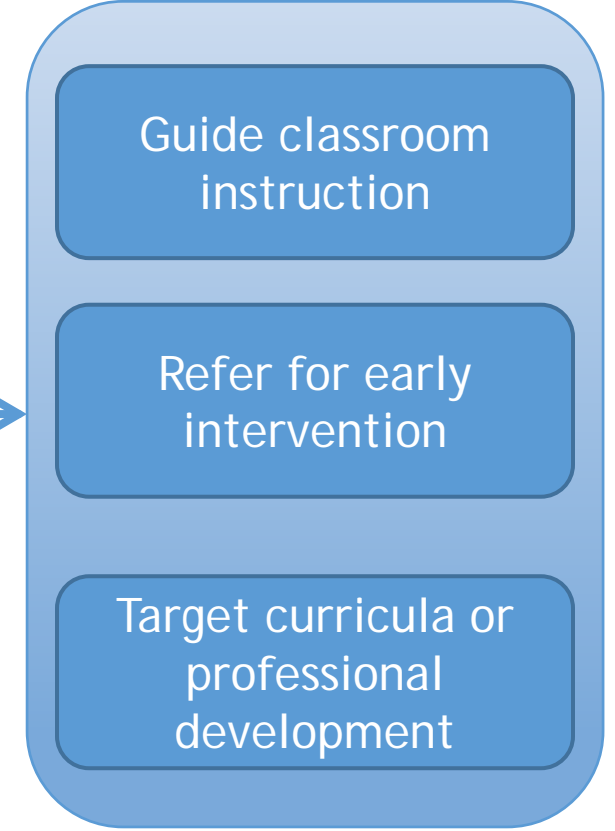 Guide classroom
instruction
Refer for early
intervention
Target curricula or
professional
development